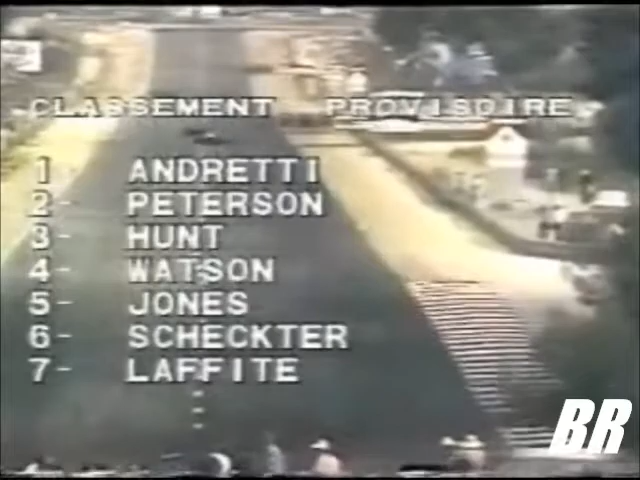 CLASSEMENT PROVISOIRE
1 ANDRETTI
2- PETERSON
3- HUNT
4- WATSON
5- JONES
6- SCHECKTER
7- LAFFITE
BR